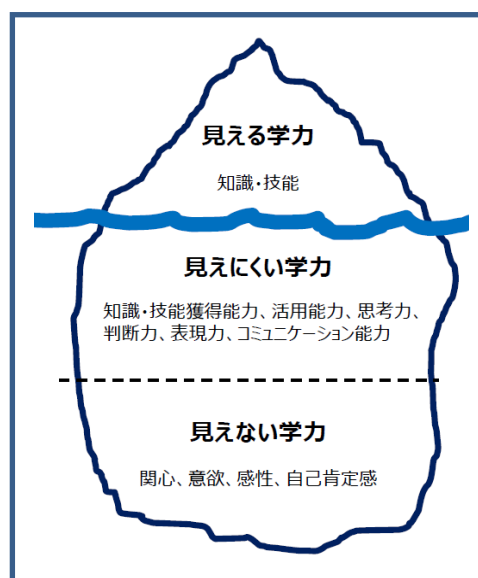 見える学力
知識・技能
見えにくい学力
知識・技能獲得能力、活用能力、思考力、
判断力、表現力、コミュニケーション能力
見えない学力
関心、意欲、感性、自己肯定感